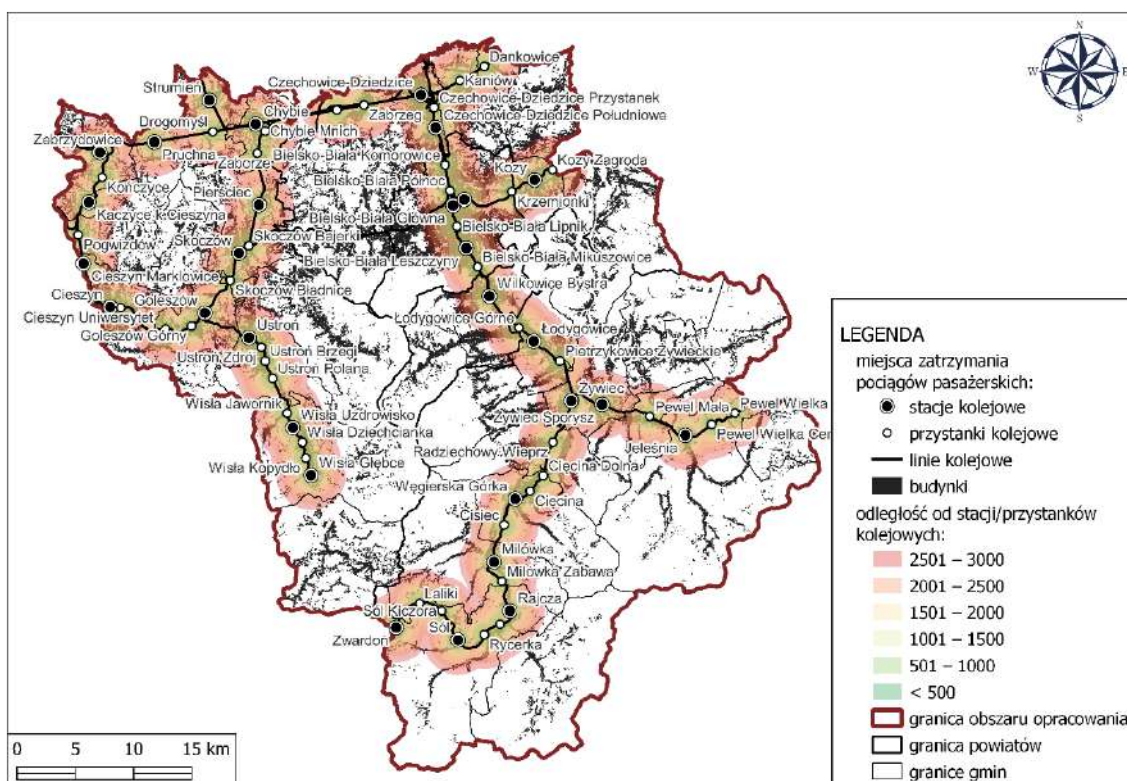 N
W
E
S
Dankowice
Kaniów
Czechowice-Dziedzice
Strumień
Czechowice-Dziedzice Przystanek
Zabrzeg
Czechowice-Dziedzice Południowe
Drogomyśl
Chybie
Chybie Mnich
Zebrzydowice
Pruchna
Zaborze
Bielsko-Biała Komorowice
Kozy
Kozy Zagroda
Kończyce
Pierściec
Bielsko-Biała Północ
Krzemionki
Kaczyce k.Cieszyna
Bielsko-Biała Główna
Bielsko-Biała Lipnik
Pogwizdów
Skoczów
Skoczów Bajerki
Bielsko-Biała Leszczyny
Bielsko-Biała Mikuszowice
Cieszyn Marklowice
Wilkowice Bystra
Cieszyn
Goleszów
Skoczów Bładnice
Cieszyn Uniwersytet
Goleszów Górny
Ustroń
Łodygowice Górne
Łodygowice
Ustroń Zdrój
Ustroń Brzegi
Ustroń Polana
Pietrzykowice Żywieckie
Wisła Jawornik
Wisła Uzdrowisko
Wisła Dziechcianka
Żywiec
Żywiec Sporysz
Pewel Mała
Pewel Wielka
Jeleśnia
Pewel Wielka Cen
Radziechowy Wieprz
Wisła Kopydło
Wisła Głębce
Cięcina Dolna
Węgierska Górka
Cięcina
Cisiec
Milówka
Milówka Zabawa
Laliki
Sól Kiczora
Rajcza
Zwardoń
Sól
Rycerka
LEGENDA
miejsca zatrzymania
pociągów pasażerskich:
stacje kolejowe
przystanki kolejowe
linie kolejowe
budynki
odległość od stacji/przystanków
kolejowych:
2501 – 3000
2001 – 2500
1501 – 2000
1001 – 1500
501 – 1000
< 500
granica obszaru opracowania
granica powiatów
granice gmin
0 5 10 15 km